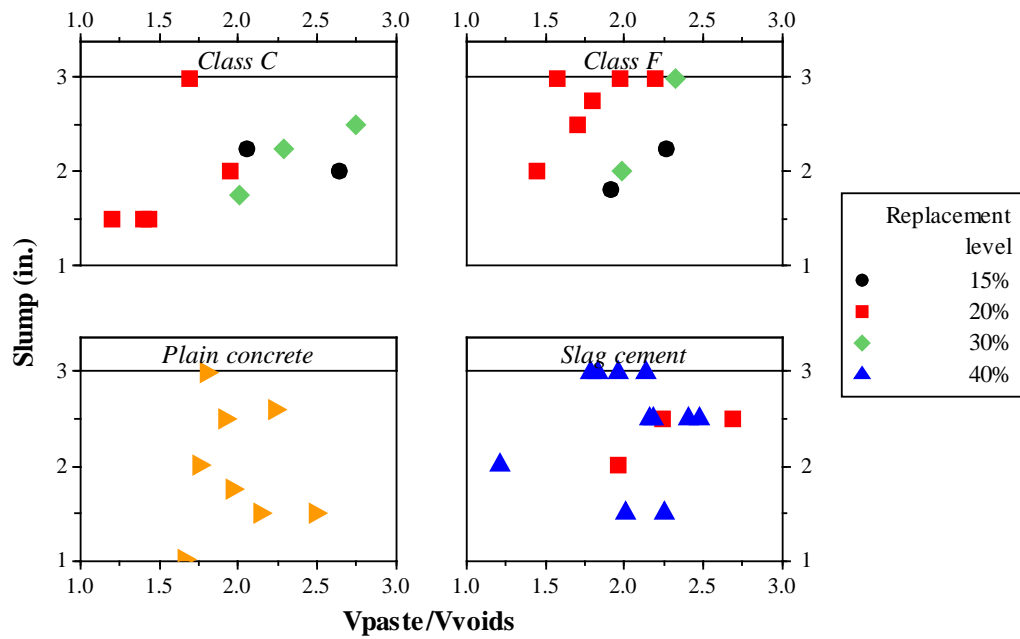 1.0 1.5 2.0 2.5 3.0 1.0 1.5 2.0 2.5 3.0
Class C Class F
3 3
2 2
1 1
Slump (in.)
Replacement
level
15%
20%
30%
40%
Plain concrete Slag cement
3 3
2 2
1 1
1.0 1.5 2.0 2.5 3.0 1.0 1.5 2.0 2.5 3.0
Vpaste/Vvoids